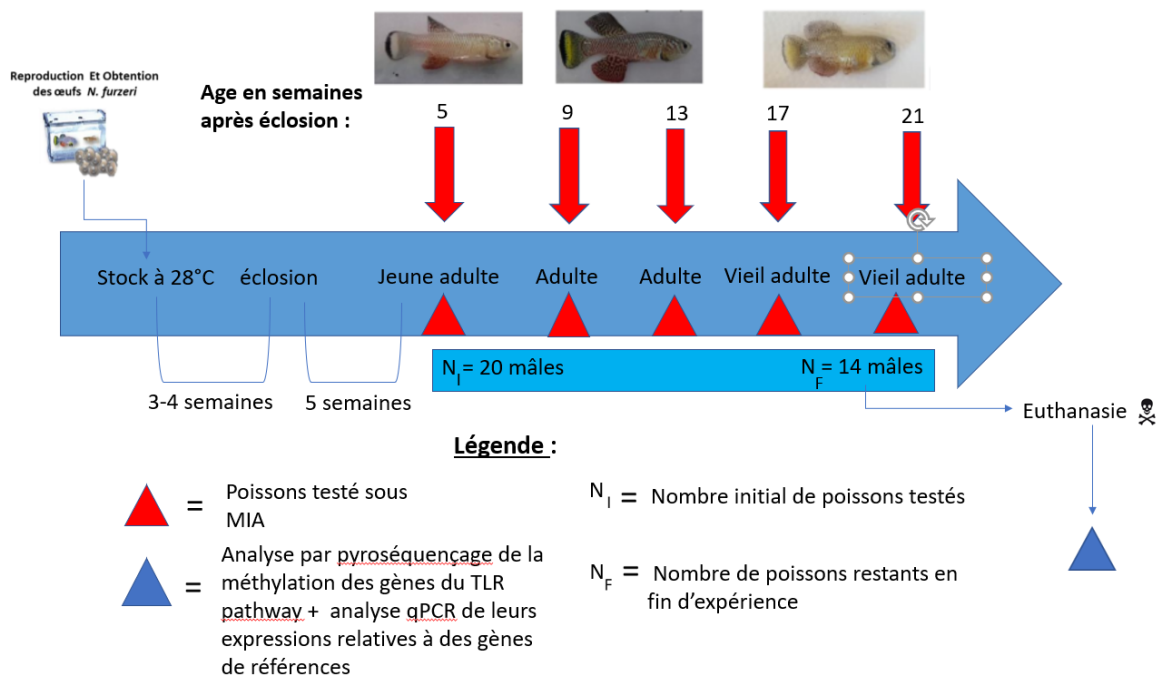 Reproduction Et Obtention
des œufs N. furzeri
Age en semaines
après éclosion :
5
9
13
17
21
Stock à 28°C
éclosion
Jeune adulte
Adulte
Adulte
Vieil adulte
Vieil adulte
NI= 20 mâles
NF= 14 mâles
3-4 semaines
5 semaines
Euthanasie
Légende :
= Poissons testé sous
MIA
NI = Nombre initial de poissons testés
= Analyse par pyroséquençage de la
méthylation des gènes du TLR
pathway + analyse qPCR de leurs
expressions relatives à des gènes
de références
NF = Nombre de poissons restants en
fin d’expérience